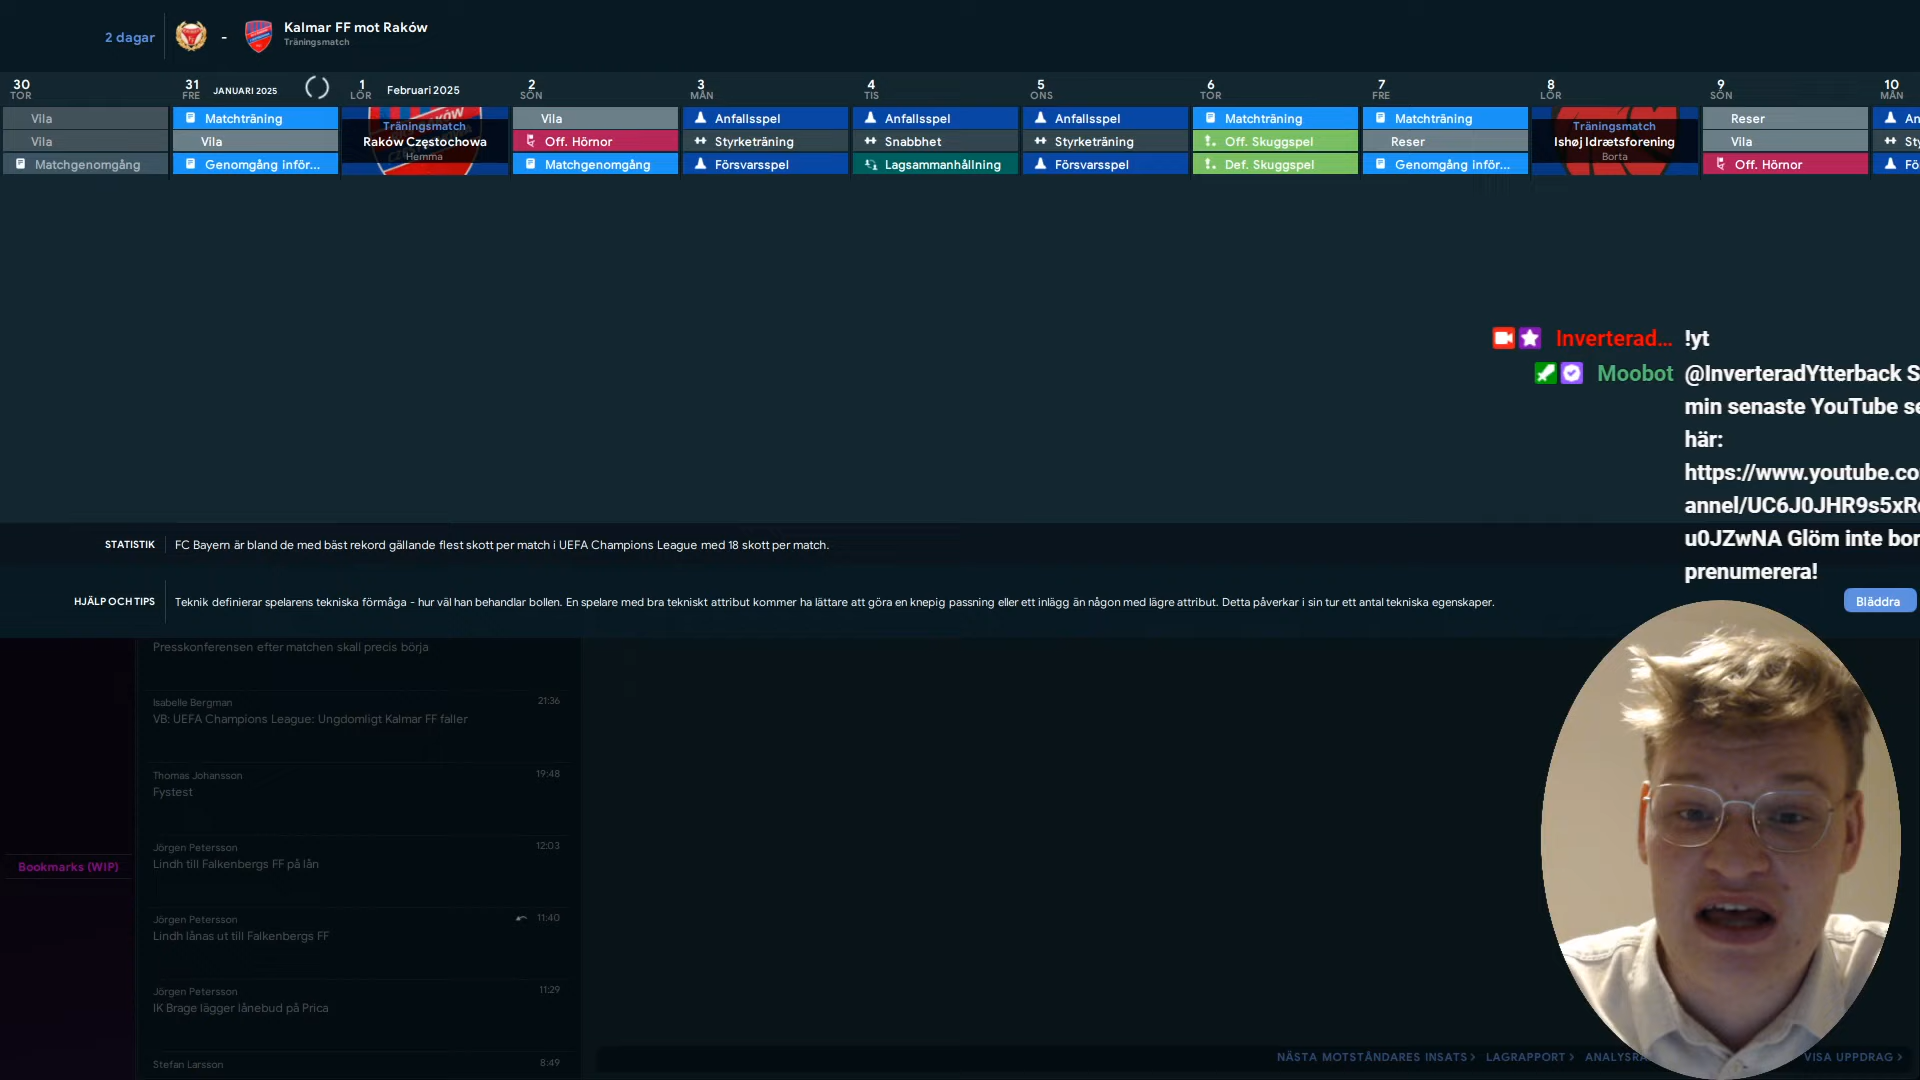 2 dagar
-
Kalmar FF mot Raków
Träningsmatch
30 TOR
31 FRE JANUARI 2025
1 LÖR Februari 2025
2 SÖN
3 MÅN
4 TIS
5 ONS
6 TOR
7 FRE
8 LÖR
9 SÖN
10 MÅN
Vila
Vila
Matchgenomgång
Matchträning
Vila
Genomgång inför...
Träningsmatch
Raków Częstochowa
Hemma
Vila
Off. Hörnor
Matchgenomgång
Anfallsspel
Styrketräning
Försvarsspel
Anfallsspel
Snabbhet
Lagsammanhållning
Anfallsspel
Styrketräning
Försvarsspel
Matchträning
Off. Skuggspel
Def. Skuggspel
Matchträning
Reser
Genomgång inför...
Träningsmatch
Ishøj Idrætsforening
Borta
Reser
Vila
Off. Hörnor
An
Sty
Fö
Inverterad... !yt
Moobot @InverteradYtterback S
min senaste YouTube se
här:
https://www.youtube.co
annel/UC6J0JHR9s5xR
u0JZwNA Glöm inte bor
prenumerera!
STATISTIK FC Bayern är bland de med bäst rekord gällande flest skott per match i UEFA Champions League med 18 skott per match.
HJÄLP OCH TIPS Teknik definierar spelarens tekniska förmåga - hur väl han behandlar bollen. En spelare med bra tekniskt attribut kommer ha lättare att göra en knepig passning eller ett inlägg än någon med lägre attribut. Detta påverkar i sin tur ett antal tekniska egenskaper.
Bläddra
Presskonferensen efter matchen skall precis börja
Isabelle Bergman 21:36
VB: UEFA Champions League: Ungdomligt Kalmar FF faller
Thomas Johansson 19:48
Fystest
Jörgen Petersson 12:03
Lindh till Falkenbergs FF på lån
Bookmarks (WIP)
Jörgen Petersson 11:40
Lindh lånas ut till Falkenbergs FF
Jörgen Petersson 11:29
IK Brage lägger lånebud på Prica
Stefan Larsson 8:49
NÄSTA MOTSTÅNDARES INSATS > LAGRAPPORT > ANALYSRA VISA UPPDRAG >